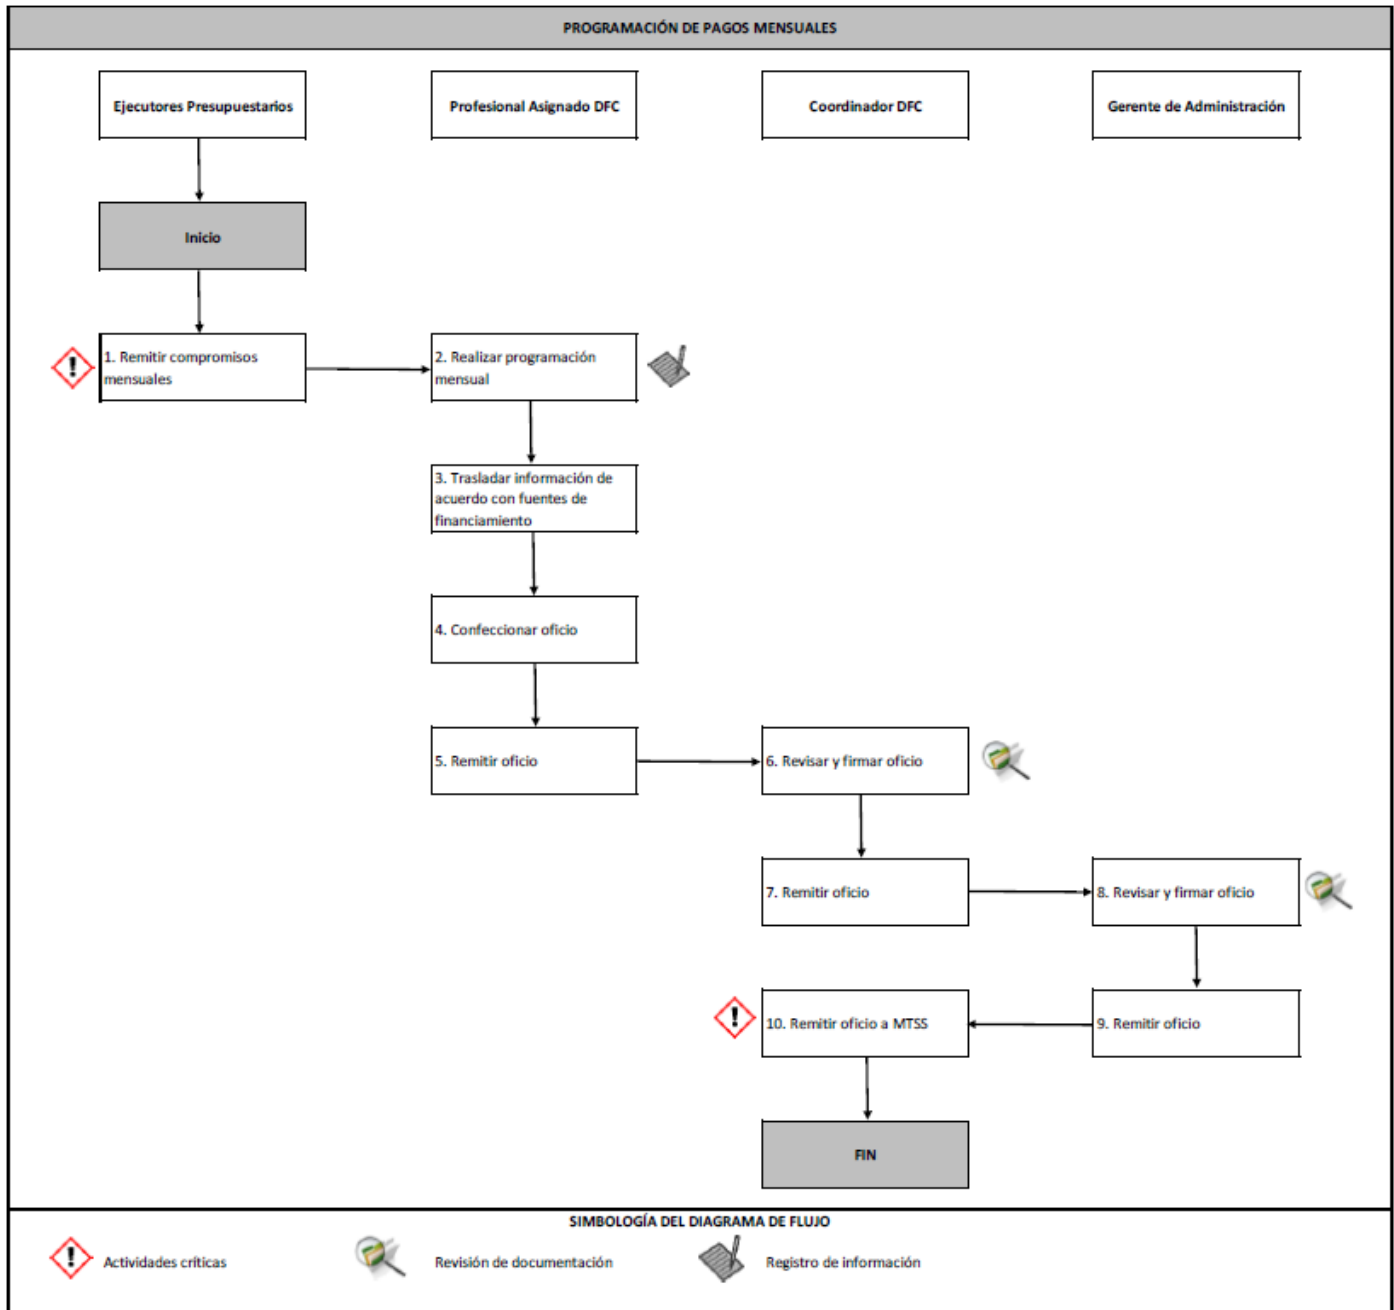 PROGRAMACIÓN DE PAGOS MENSUALES
Ejecutores Presupuestarios
Profesional Asignado DFC
Coordinador DFC
Gerente de Administración
Inicio
1. Remitir compromisos
mensuales
2. Realizar programación
mensual
3. Trasladar información de
acuerdo con fuentes de
financiamiento
4. Confeccionar oficio
5. Remitir oficio
6. Revisar y firmar oficio
7. Remitir oficio
8. Revisar y firmar oficio
10. Remitir oficio a MTSS
9. Remitir oficio
FIN
SIMBOLOGÍA DEL DIAGRAMA DE FLUJO
Actividades críticas
Revisión de documentación
Registro de información